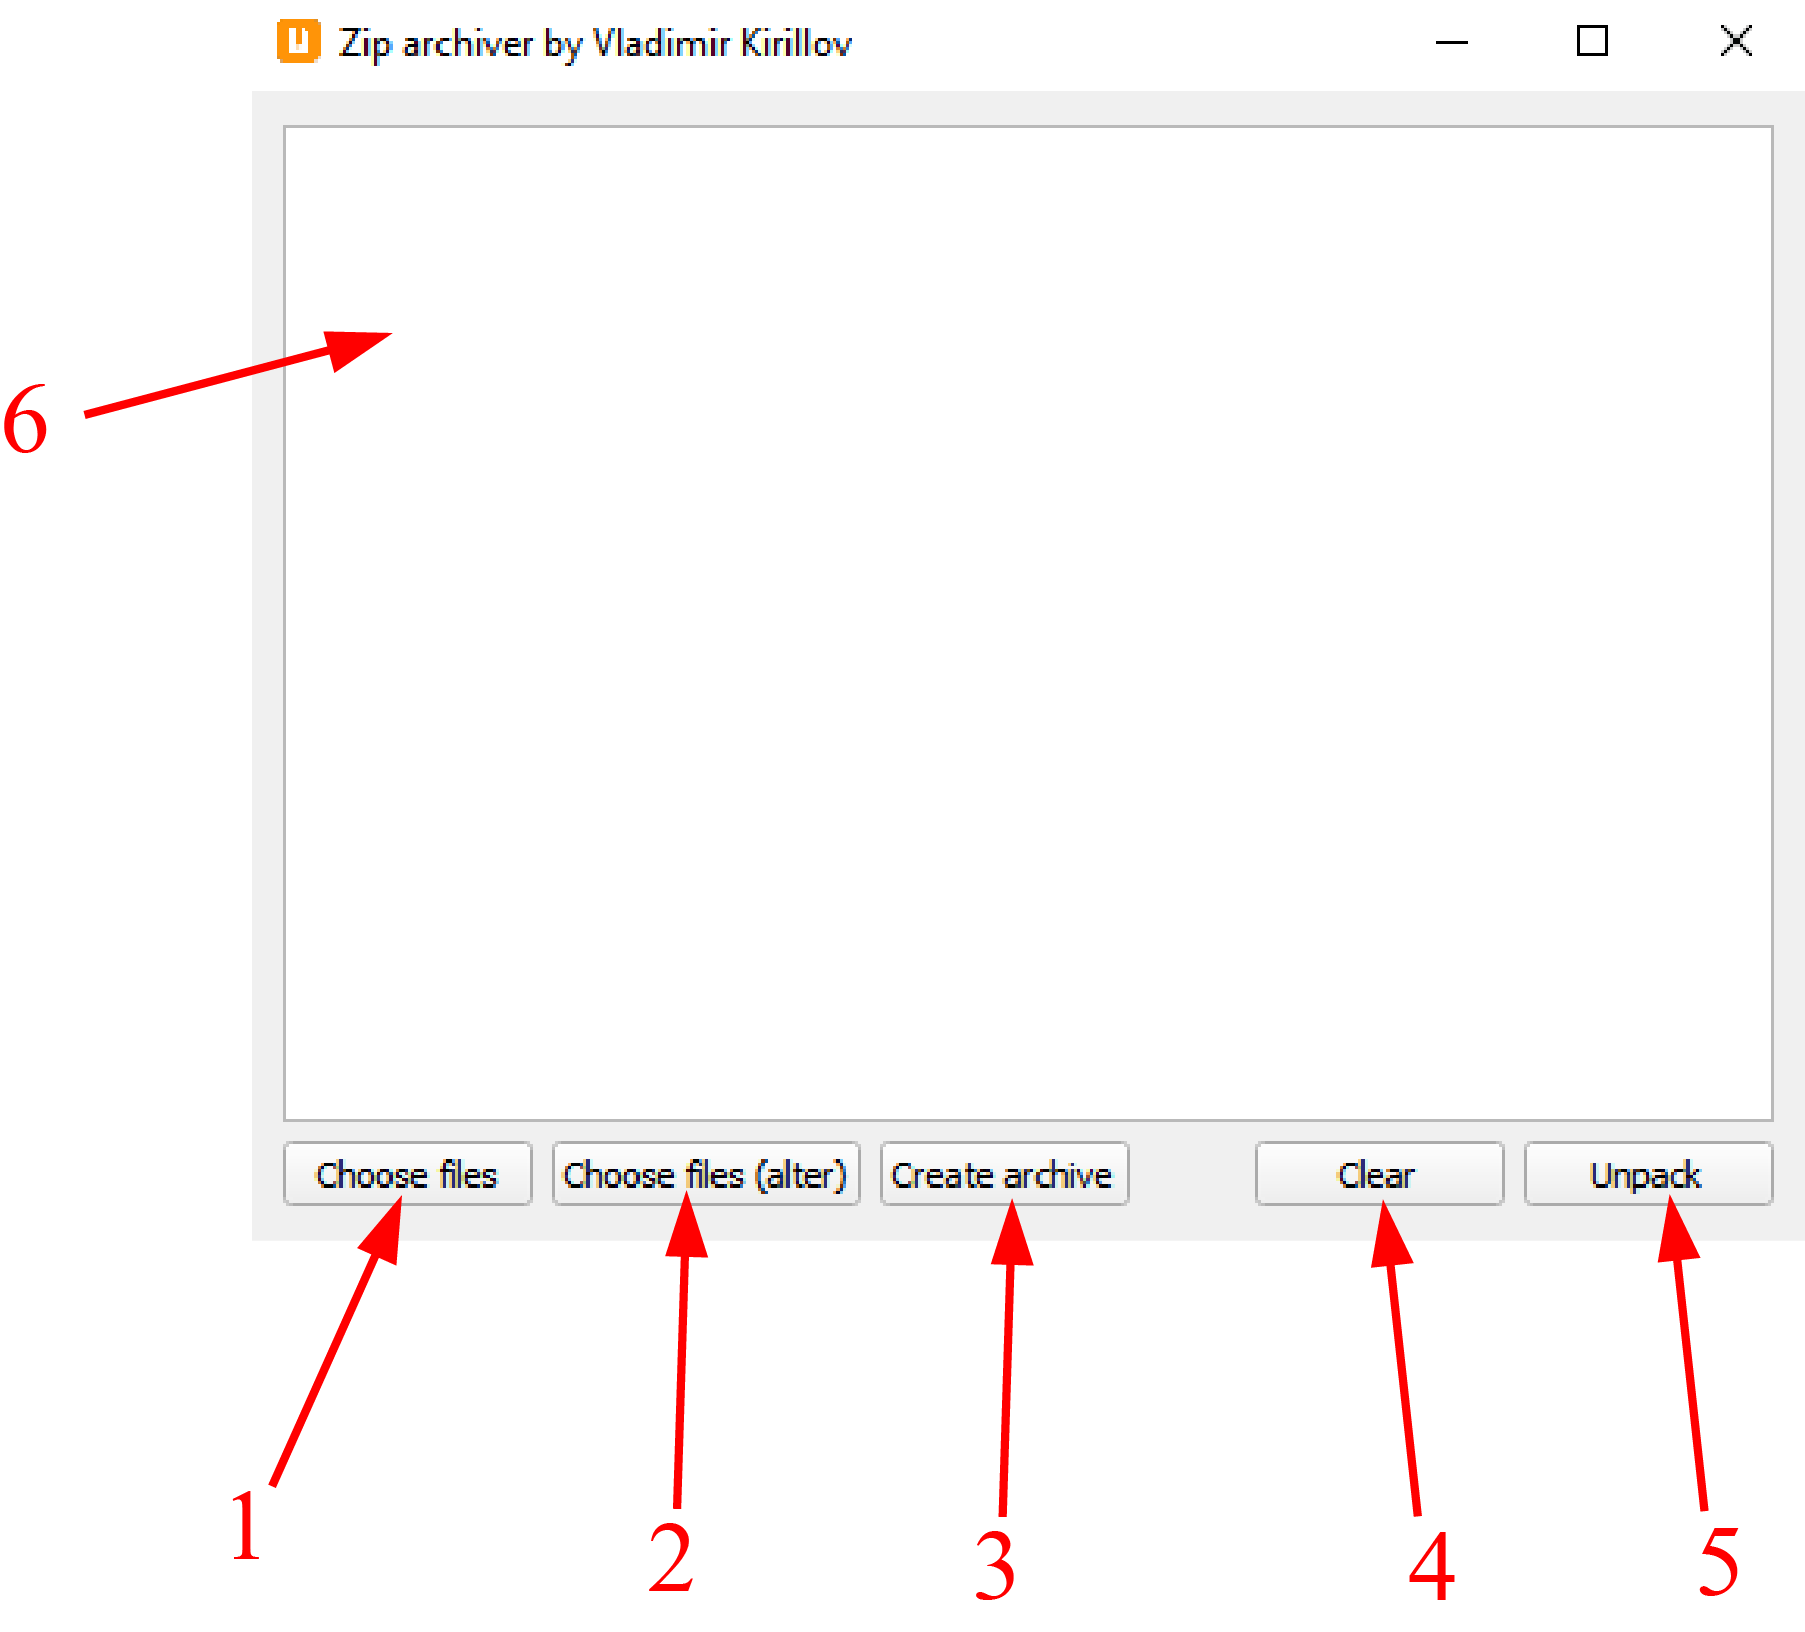 Zip archiver by Vladimir Kirillov
6
Choose files
Choose files (alter)
Create archive
Clear
Unpack
1
2
3
4
5